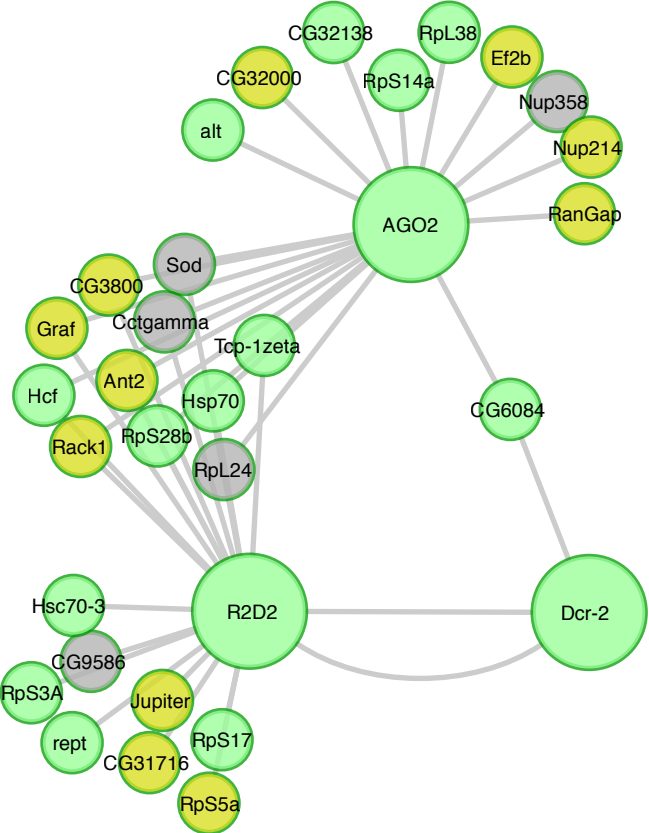 CG32138
RpL38
Ef2b
CG32000
RpS14a
Nup358
alt
Nup214
RanGap
AGO2
Sod
CG3800
Cctgamma
Graf
Tcp-1zeta
Ant2
Hcf
Hsp70
CG6084
RpS28b
Rack1
RpL24
Hsc70-3
R2D2
Dcr-2
CG9586
RpS3A
Jupiter
rept
RpS17
CG31716
RpS5a